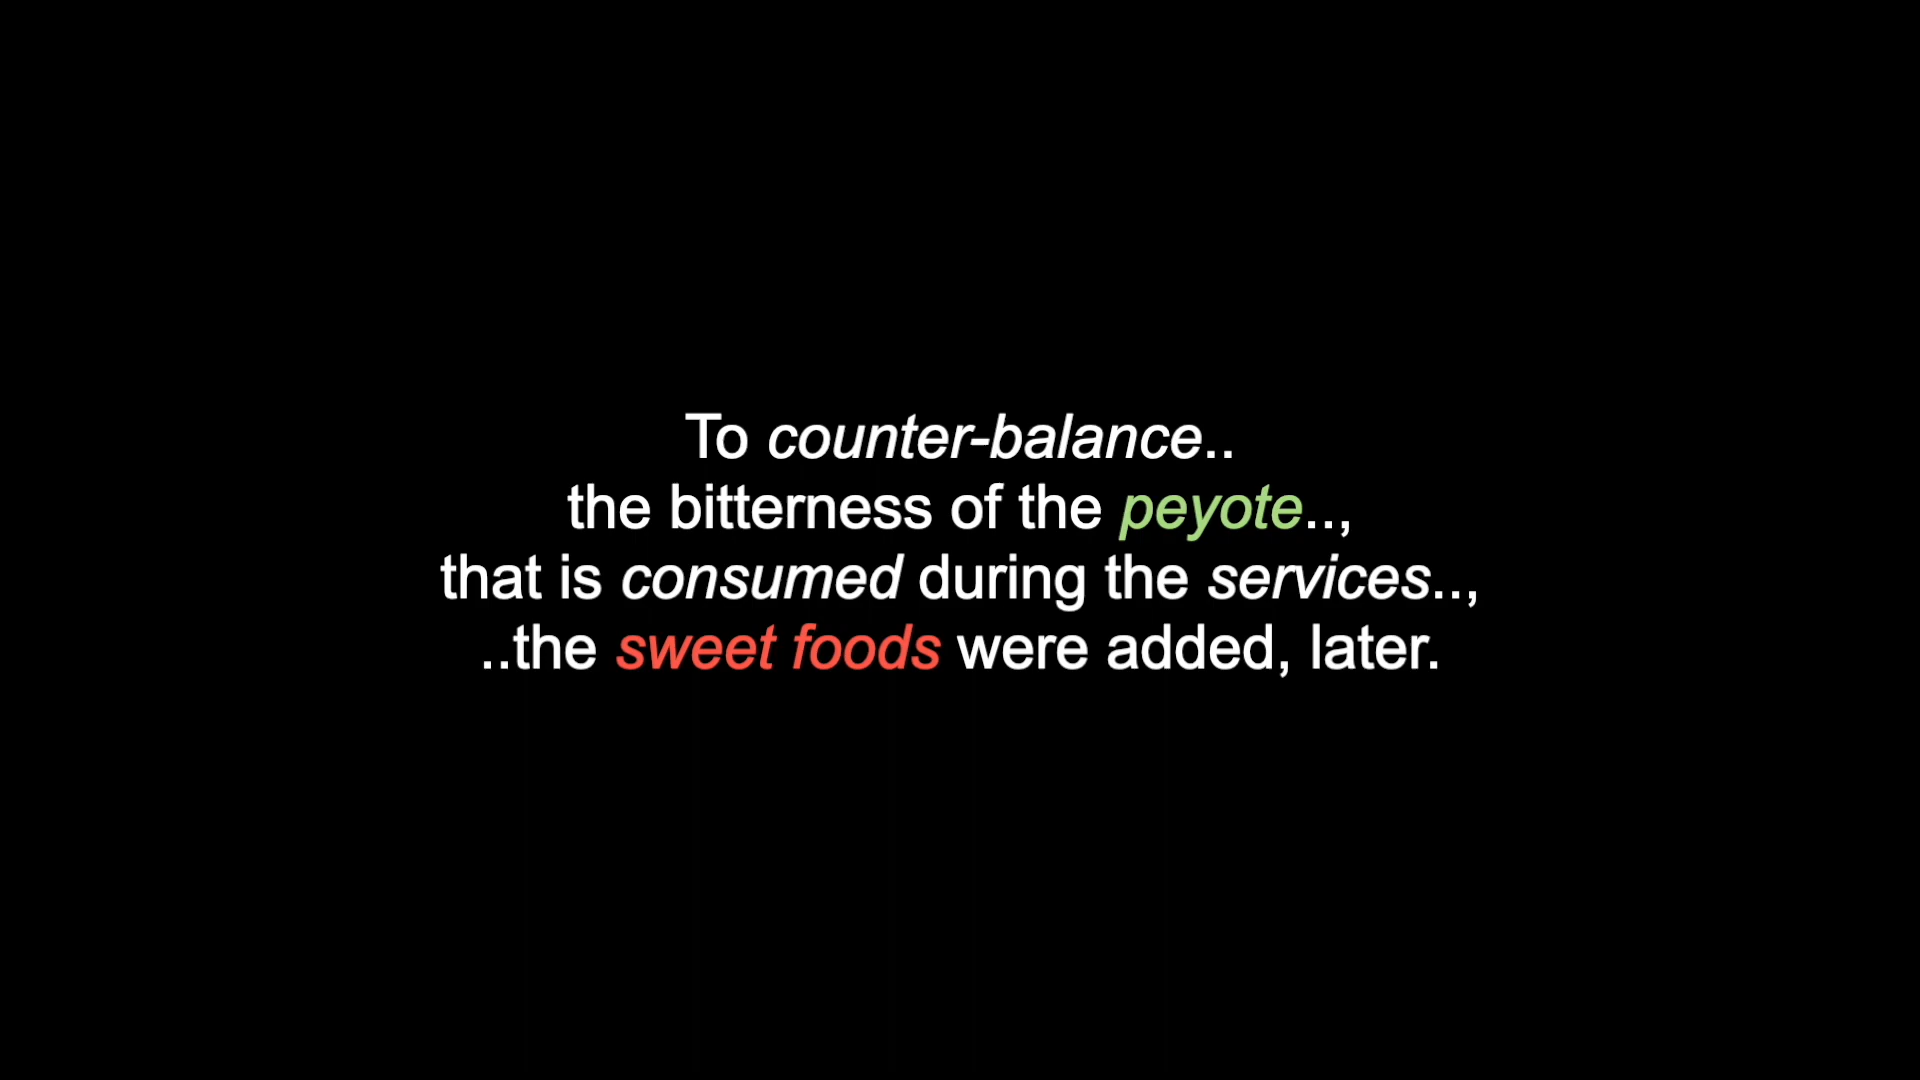 To counter-balance..
the bitterness of the peyote..,
that is consumed during the services..,
..the sweet foods were added, later.